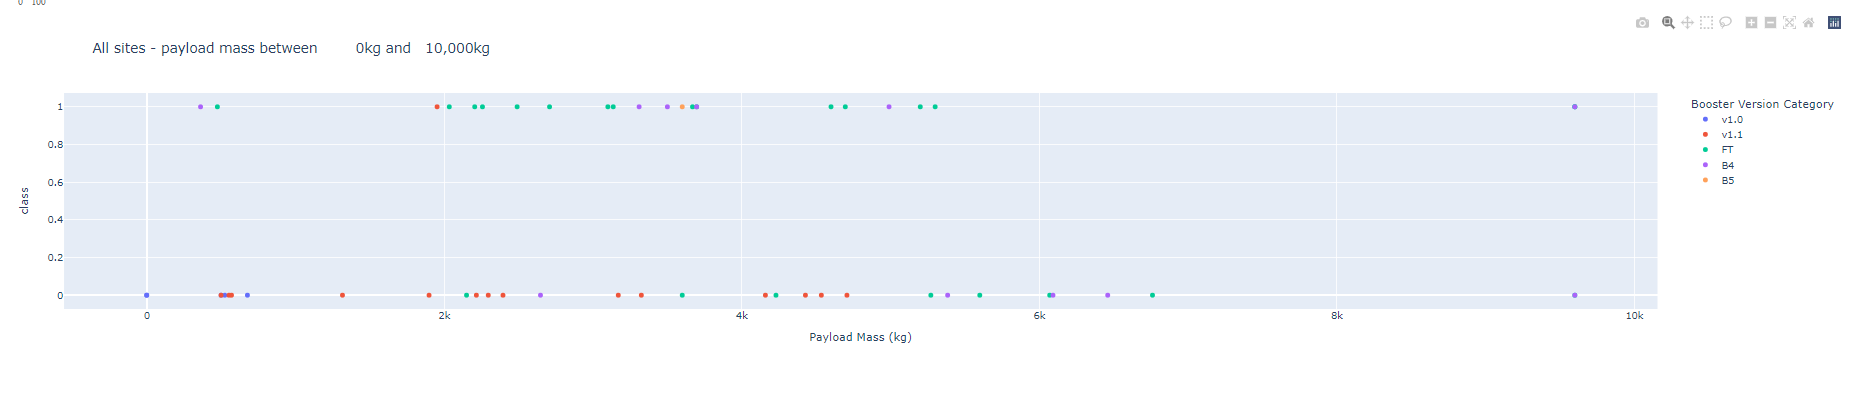 0 100
All sites - payload mass between 0kg and 10,000kg
1
0.8
0.6
0.4
0.2
0
class
0 2k 4k 6k 8k 10k
Payload Mass (kg)
Booster Version Category
v1.0
v1.1
FT
B4
B5